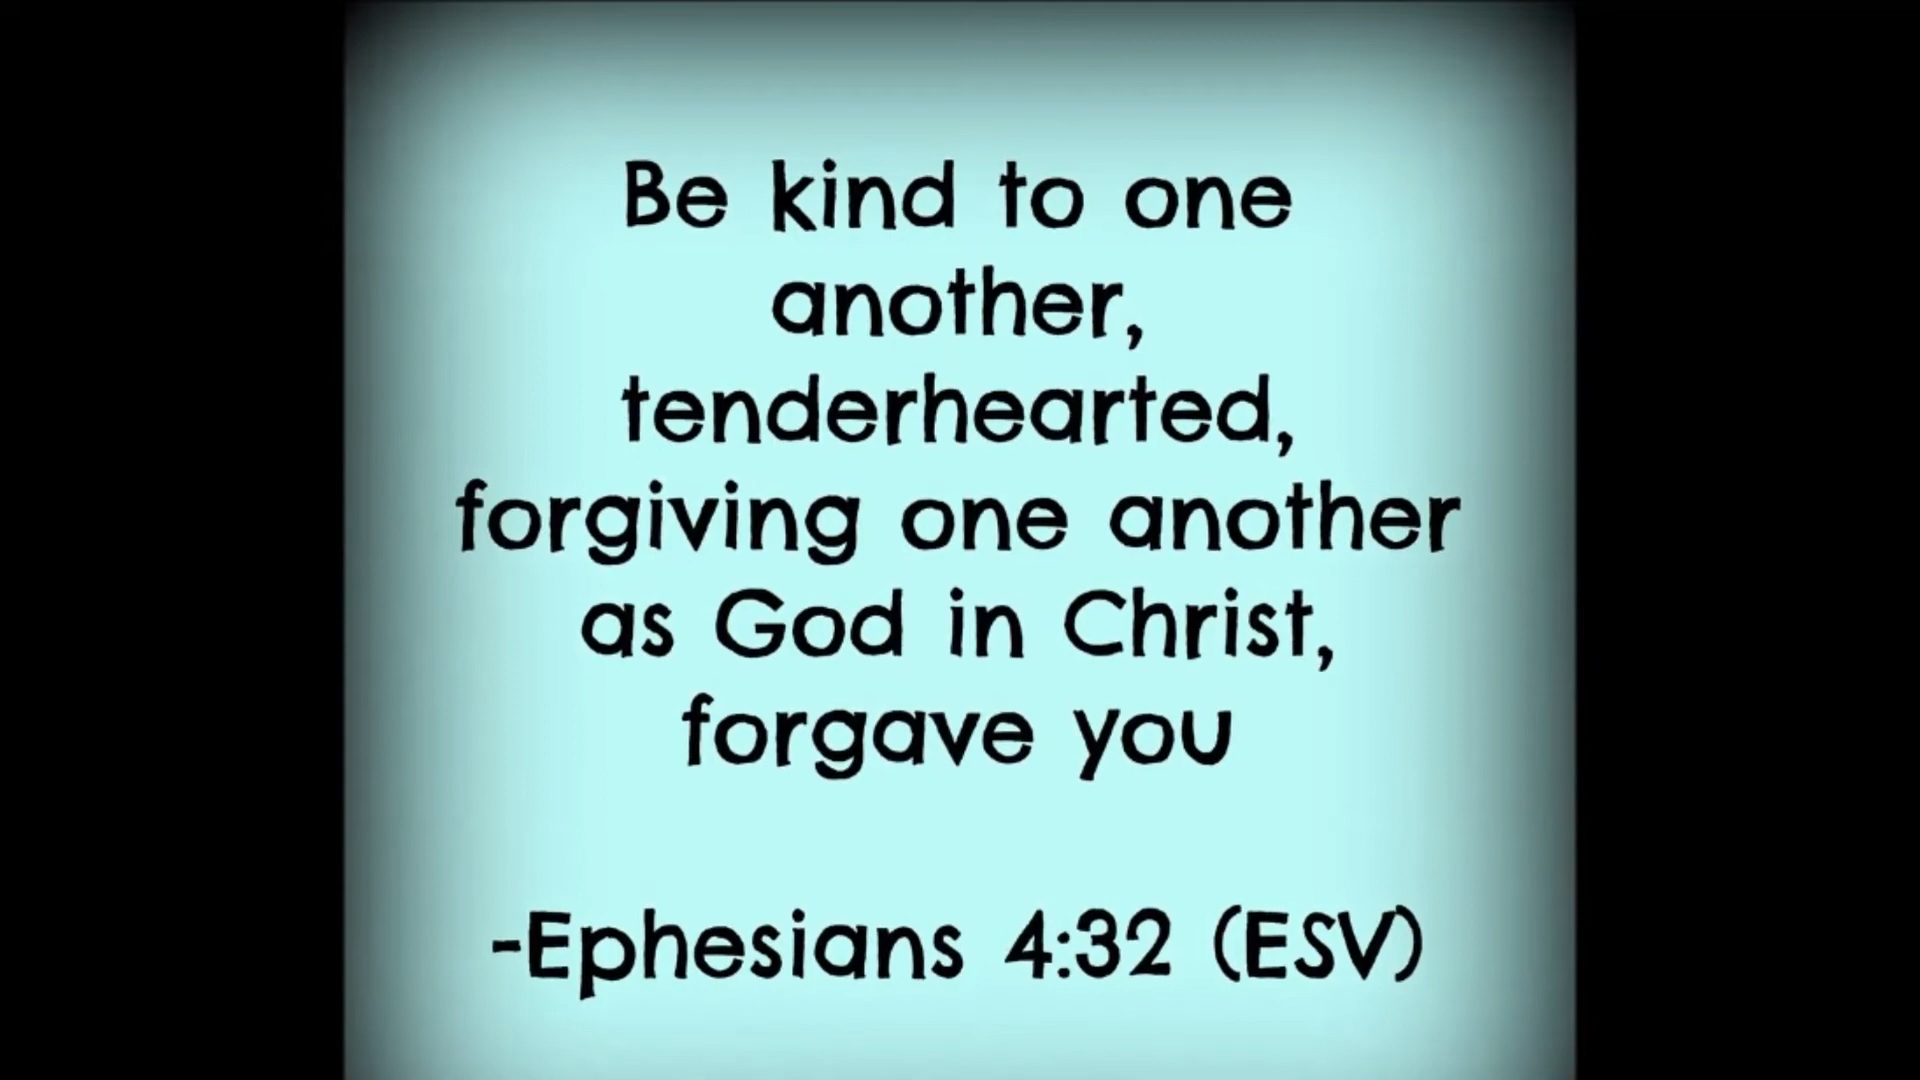 Be kind to one
another,
tenderhearted,
forgiving one another
as God in Christ,
forgave you
-Ephesians 4:32 (ESV)